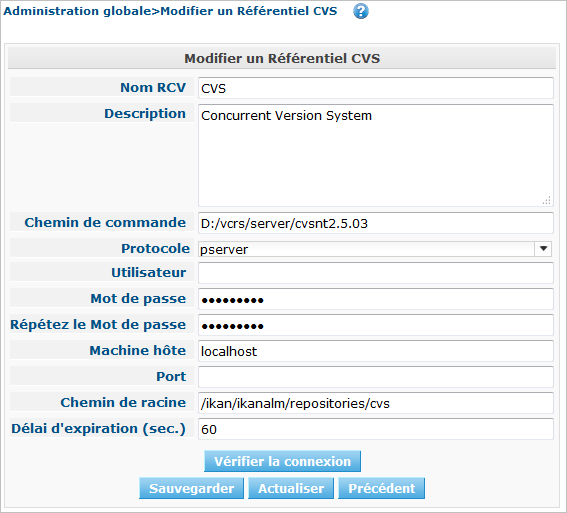 Administration globale>Modifier un Référentiel CVS ?
Modifier un Référentiel CVS
Nom RCV CVS
Description Concurrent Version System
Chemin de commande D:/vcrs/server/cvsnt2.5.03
Protocole pserver
Utilisateur
Mot de passe •••••••••
Répétez le Mot de passe •••••••••
Machine hôte localhost
Port
Chemin de racine /ikan/ikanalm/repositories/cvs
Délai d'expiration (sec.) 60
Vérifier la connexion
Sauvegarder Actualiser Précédent